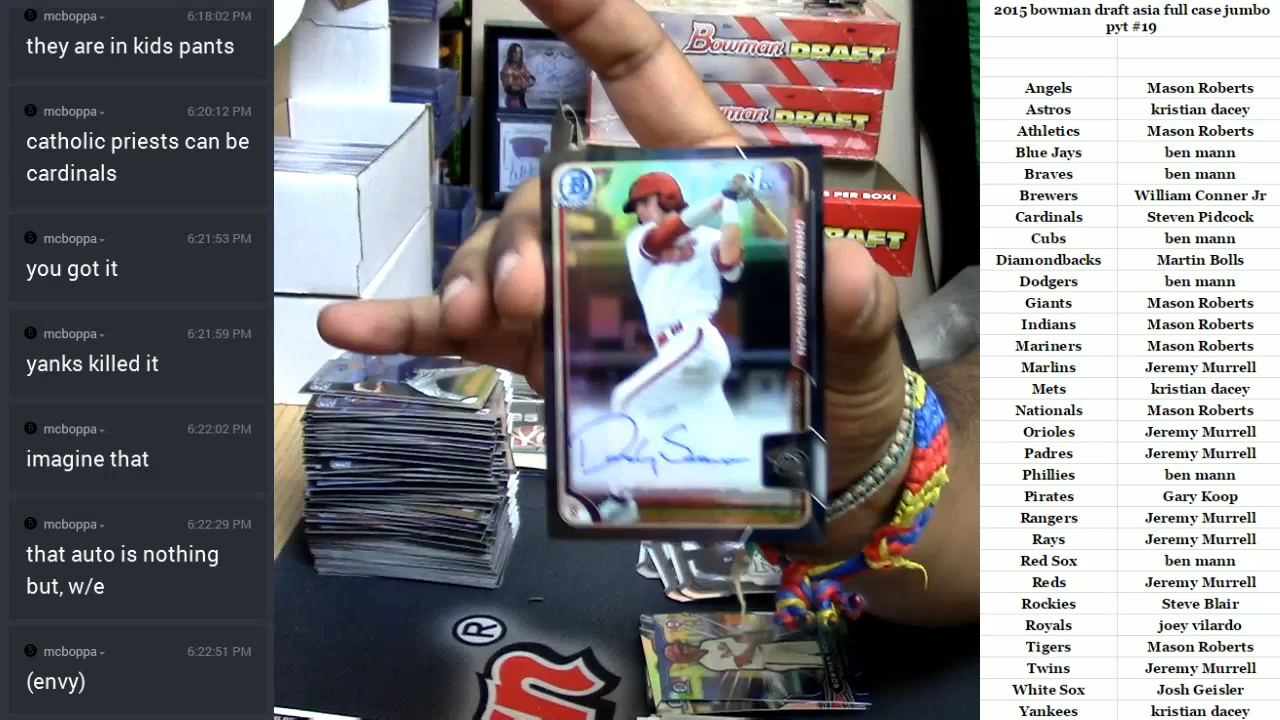 mcboppa 6:18:02 PM
they are in kids pants
mcboppa 6:20:12 PM
catholic priests can be
cardinals
mcboppa 6:21:53 PM
you got it
mcboppa 6:21:59 PM
yanks killed it
mcboppa 6:22:02 PM
imagine that
mcboppa 6:22:29 PM
that auto is nothing
but, w/e
mcboppa 6:22:51 PM
(envy)
Bowman DRAFT
DRAFT
S PER BOX!
B
DANSBY SWANSON
®
2015 bowman draft asia full case jumbo
pyt #19
Angels Mason Roberts
Astros kristian dacey
Athletics Mason Roberts
Blue Jays ben mann
Braves ben mann
Brewers William Conner Jr
Cardinals Steven Pidcock
Cubs ben mann
Diamondbacks Martin Bolls
Dodgers ben mann
Giants Mason Roberts
Indians Mason Roberts
Mariners Mason Roberts
Marlins Jeremy Murrell
Mets kristian dacey
Nationals Mason Roberts
Orioles Jeremy Murrell
Padres Jeremy Murrell
Phillies ben mann
Pirates Gary Koop
Rangers Jeremy Murrell
Rays Jeremy Murrell
Red Sox ben mann
Reds Jeremy Murrell
Rockies Steve Blair
Royals joey vilardo
Tigers Mason Roberts
Twins Jeremy Murrell
White Sox Josh Geisler
Yankees kristian dacey